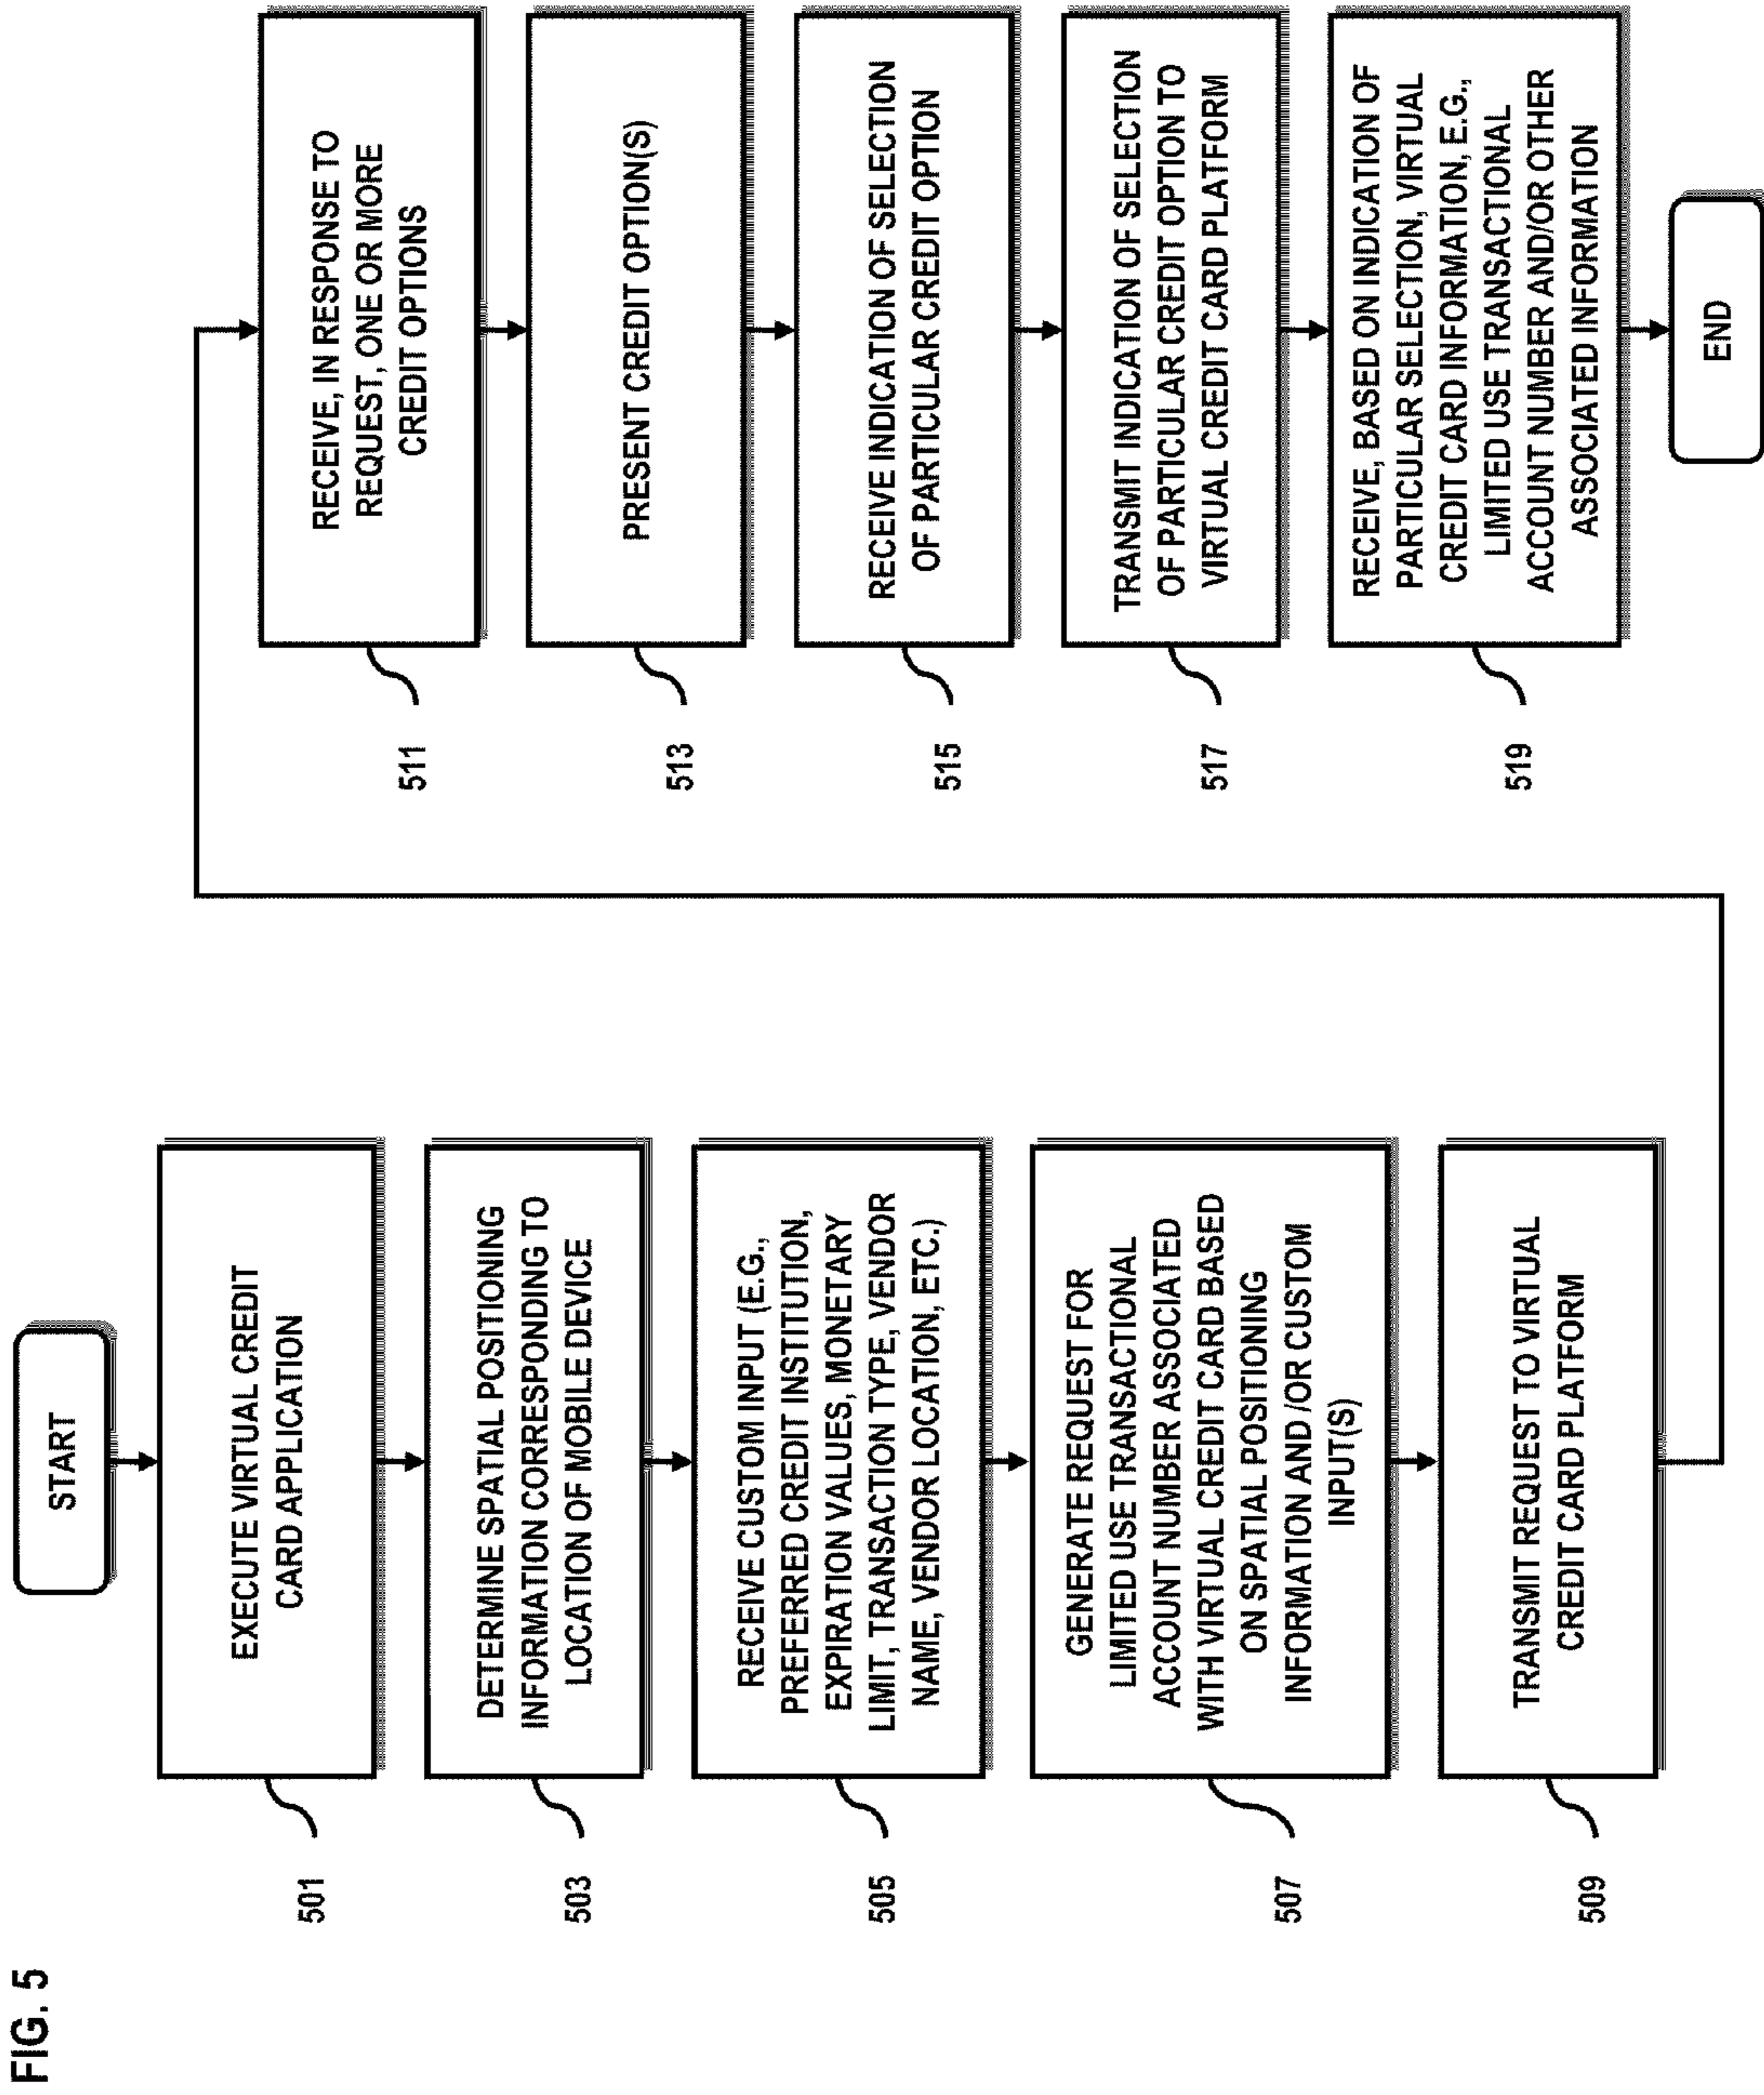 FIG. 5
START
501
EXECUTE VIRTUAL CREDIT
CARD APPLICATION
503
DETERMINE SPATIAL POSITIONING
INFORMATION CORRESPONDING TO
LOCATION OF MOBILE DEVICE
505
RECEIVE CUSTOM INPUT (E.G.,
PREFERRED CREDIT INSTITUTION,
EXPIRATION VALUES, MONETARY
LIMIT, TRANSACTION TYPE, VENDOR
NAME, VENDOR LOCATION, ETC.)
507
GENERATE REQUEST FOR
LIMITED USE TRANSACTIONAL
ACCOUNT NUMBER ASSOCIATED
WITH VIRTUAL CREDIT CARD BASED
ON SPATIAL POSITIONING
INFORMATION AND /OR CUSTOM
INPUT(S)
509
TRANSMIT REQUEST TO VIRTUAL
CREDIT CARD PLATFORM
511
RECEIVE, IN RESPONSE TO
REQUEST, ONE OR MORE
CREDIT OPTIONS
513
PRESENT CREDIT OPTION(S)
515
RECEIVE INDICATION OF SELECTION
OF PARTICULAR CREDIT OPTION
517
TRANSMIT INDICATION OF SELECTION
OF PARTICULAR CREDIT OPTION TO
VIRTUAL CREDIT CARD PLATFORM
519
RECEIVE, BASED ON INDICATION OF
PARTICULAR SELECTION, VIRTUAL
CREDIT CARD INFORMATION, E.G.,
LIMITED USE TRANSACTIONAL
ACCOUNT NUMBER AND/OR OTHER
ASSOCIATED INFORMATION
END